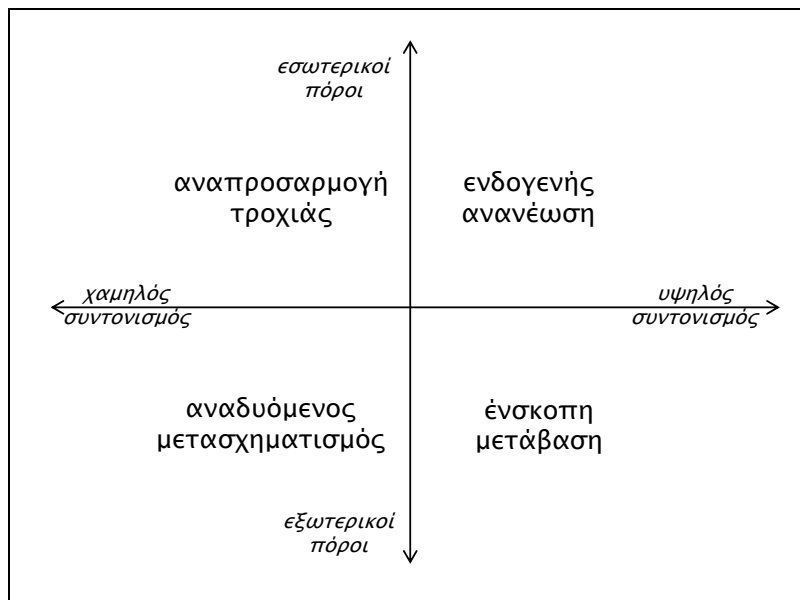 εσωτερικοί
πόροι
αναπροσαρμογή
τροχιάς
ενδογενής
ανανέωση
χαμηλός
συντονισμός
υψηλός
συντονισμός
αναδυόμενος
μετασχηματισμός
ένσκοπη
μετάβαση
εξωτερικοί
πόροι